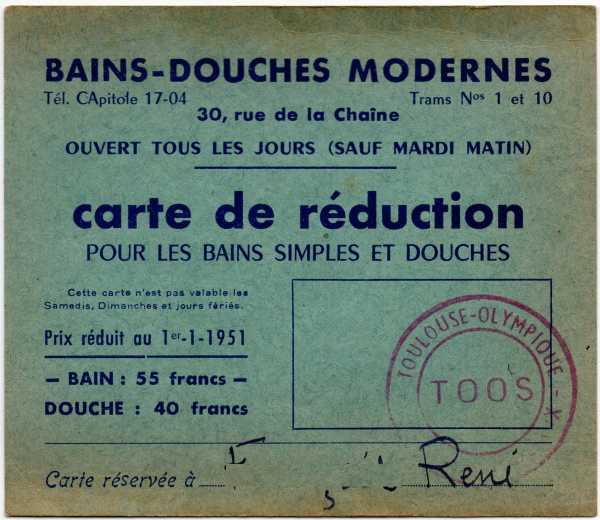 BAINS-DOUCHES MODERNES
Tél. CApitole 17-04 Trams Nos 1 et 10
30, rue de la Chaîne
OUVERT TOUS LES JOURS (SAUF MARDI MATIN)
carte de réduction
POUR LES BAINS SIMPLES ET DOUCHES
Cette carte n'est pas valable les
Samedis, Dimanches et jours fériés.
Prix réduit au 1er-1-1951
— BAIN : 55 francs —
DOUCHE : 40 francs
TOULOUSE-OLYMPIQUE
TOOS
Carte réservée à René